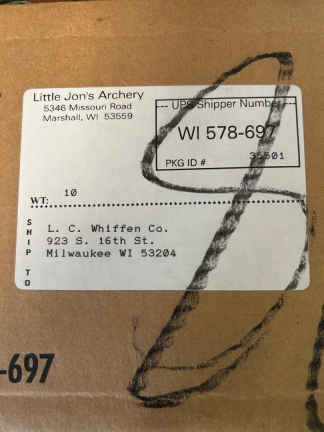 Little Jon's Archery
5346 Missouri Road
Marshall, WI 53559
UPS Shipper Number
WI 578-697
PKG ID # 35501
WT: 10
SHIP TO
L. C. Whiffen Co.
923 S. 16th St.
Milwaukee WI 53204
-697